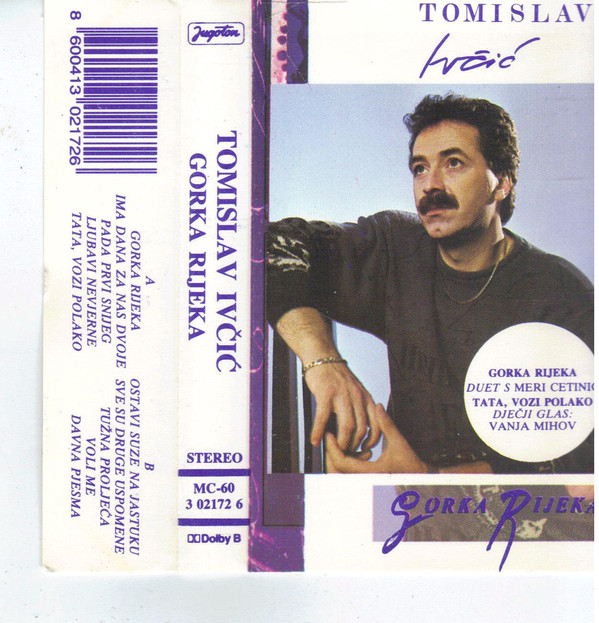 8 600413 021726
A
GORKA RIJEKA
IMA DANA ZA NAS DVOJE
PADA PRVI SNIJEG
LJUBAVI NEVJERNE
TATA, VOZI POLAKO
B
OSTAVI SUZE NA JASTUKU
SVE SU DRUGE USPOMENE
TUŽNA PROLJEĆA
VOLI ME
DAVNA PJESMA
Jugoton
TOMISLAV IVČIĆ
GORKA RIJEKA
STEREO
MC-60
3 02172 6
Dolby B
TOMISLAV
Ivčić
GORKA RIJEKA
DUET S MERI CETINIĆ
TATA, VOZI POLAKO
DJEČJI GLAS:
VANJA MIHOV
Gorka Rijeka